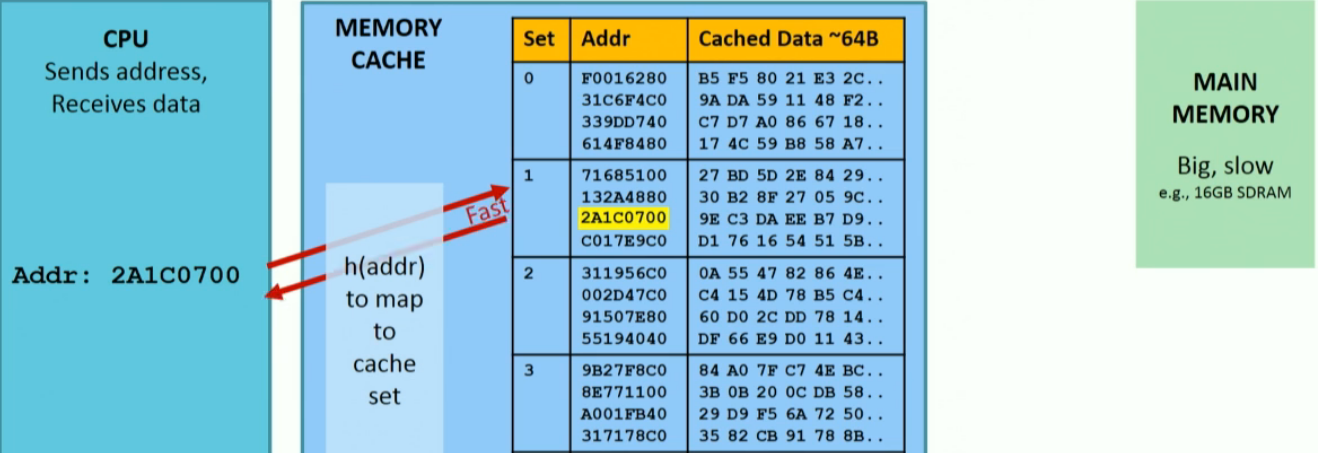 CPU
Sends address,
Receives data
Addr: 2A1C0700
MEMORY
CACHE
Fast
h(addr)
to map
to
cache
set
Set Addr Cached Data ~64B
0 F0016280 B5 F5 80 21 E3 2C..
31C6F4C0 9A DA 59 11 48 F2..
339DD740 C7 D7 A0 86 67 18..
614F8480 17 4C 59 B8 58 A7..
1 71685100 27 BD 5D 2E 84 29..
132A4880 30 B2 8F 27 05 9C..
2A1C0700 9E C3 DA EE B7 D9..
C017E9C0 D1 76 16 54 51 5B..
2 311956C0 0A 55 47 82 86 4E..
002D47C0 C4 15 4D 78 B5 C4..
91507E80 60 D0 2C DD 78 14..
55194040 DF 66 E9 D0 11 43..
3 9B27F8C0 84 A0 7F C7 4E BC..
8E771100 3B 0B 20 0C DB 58..
A001FB40 29 D9 F5 6A 72 50..
317178C0 35 82 CB 91 78 8B..
MAIN
MEMORY
Big, slow
e.g., 16GB SDRAM